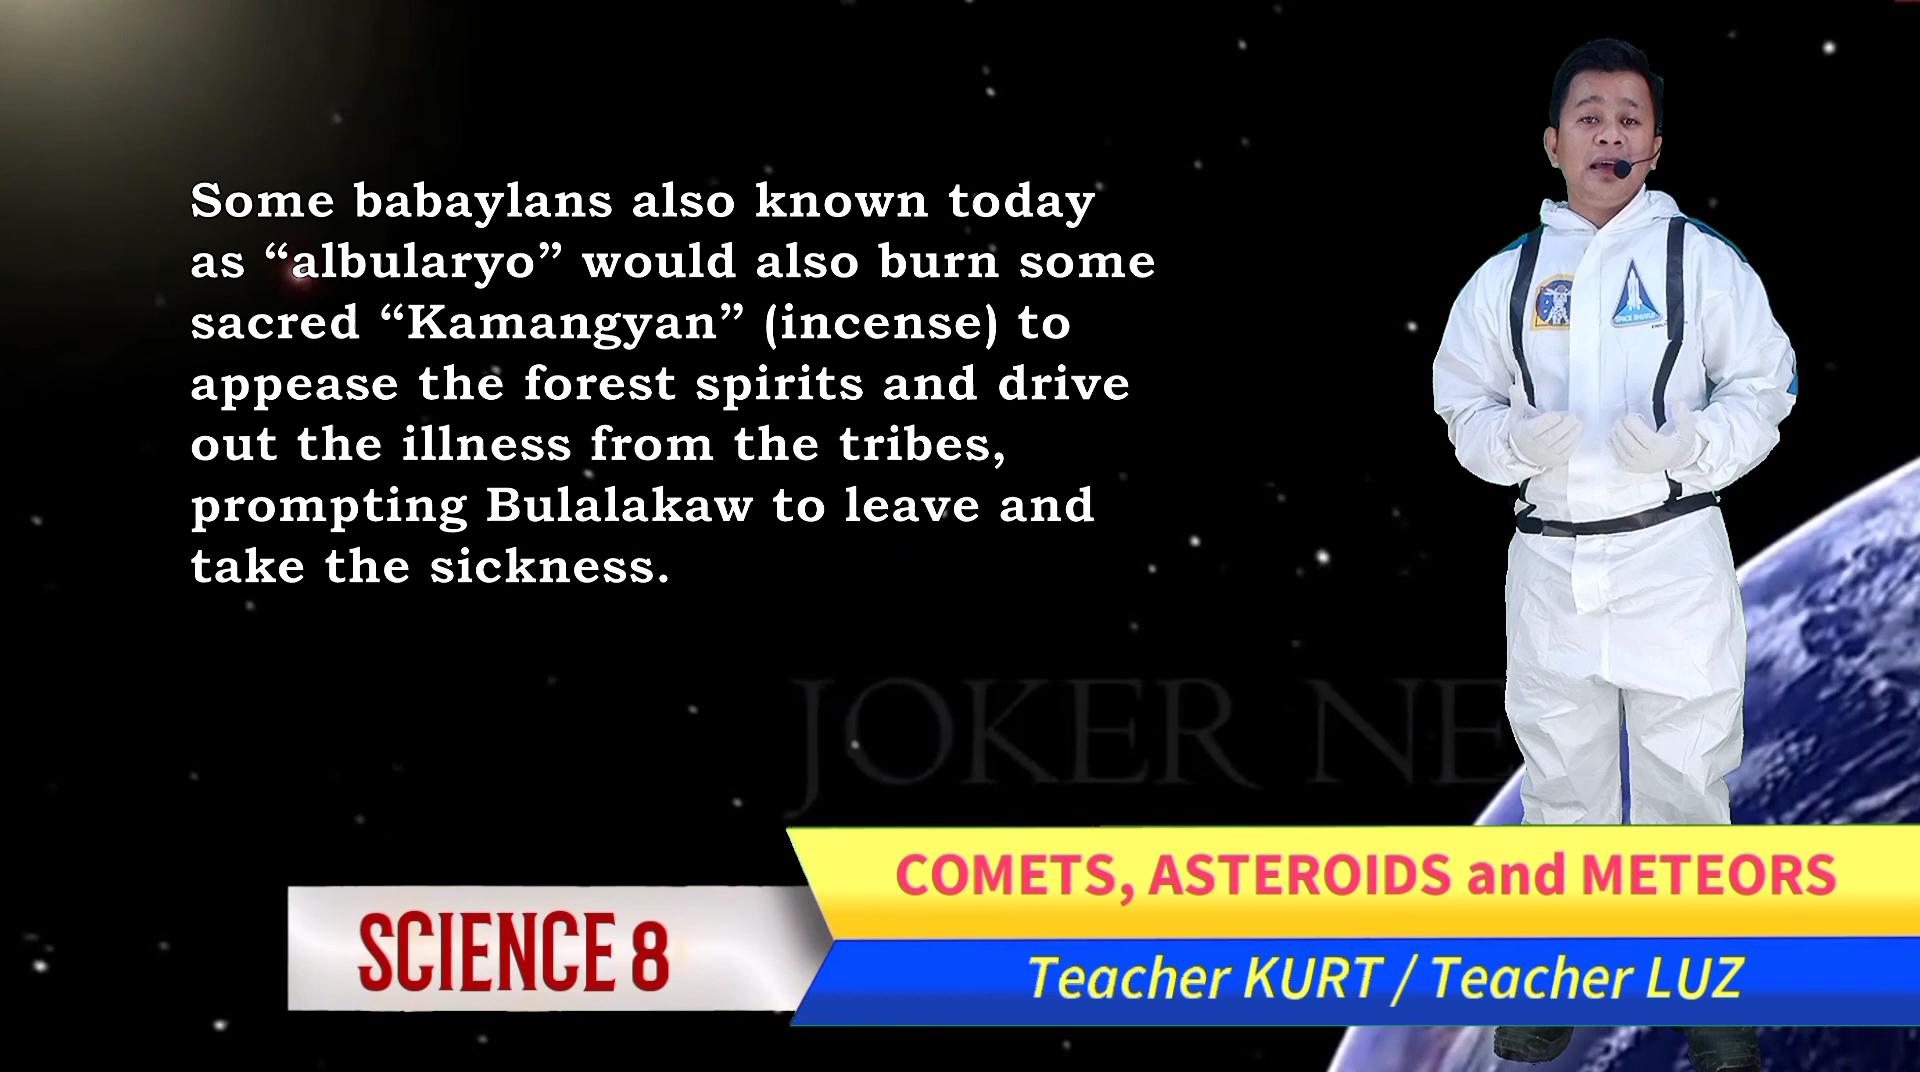 Some babaylans also known today
as “albularyo” would also burn some
sacred “Kamangyan” (incense) to
appease the forest spirits and drive
out the illness from the tribes,
prompting Bulalakaw to leave and
take the sickness.
SPACE SHUTTLE
JOKER NE
COMETS, ASTEROIDS and METEORS
SCIENCE 8
Teacher KURT / Teacher LUZ